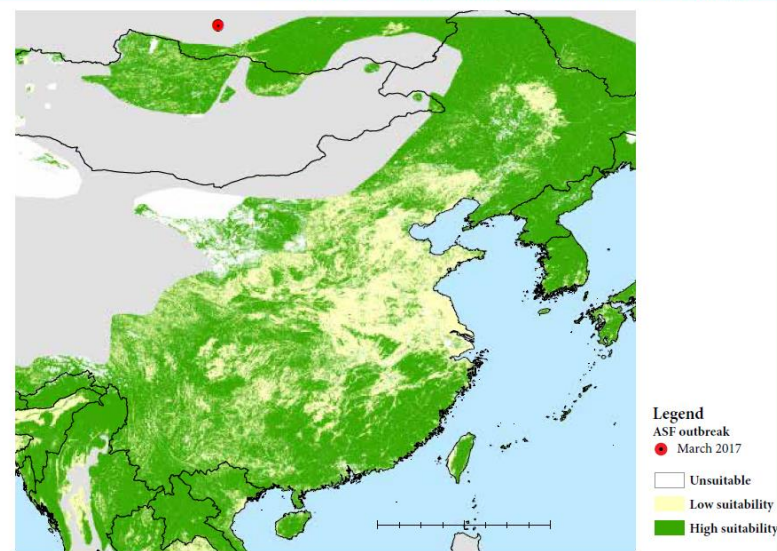 Legend
ASF outbreak
March 2017
Unsuitable
Low suitability
High suitability